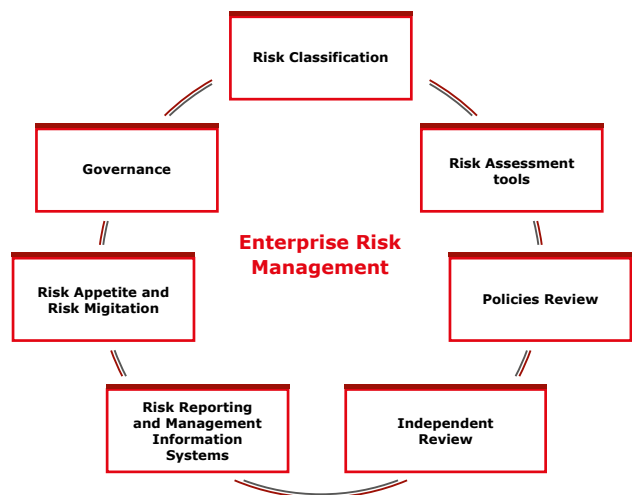 Risk Classification
Governance
Risk Assessment
tools
Enterprise Risk
Management
Risk Appetite and
Risk Migitation
Policies Review
Risk Reporting
and Management
Information
Systems
Independent
Review